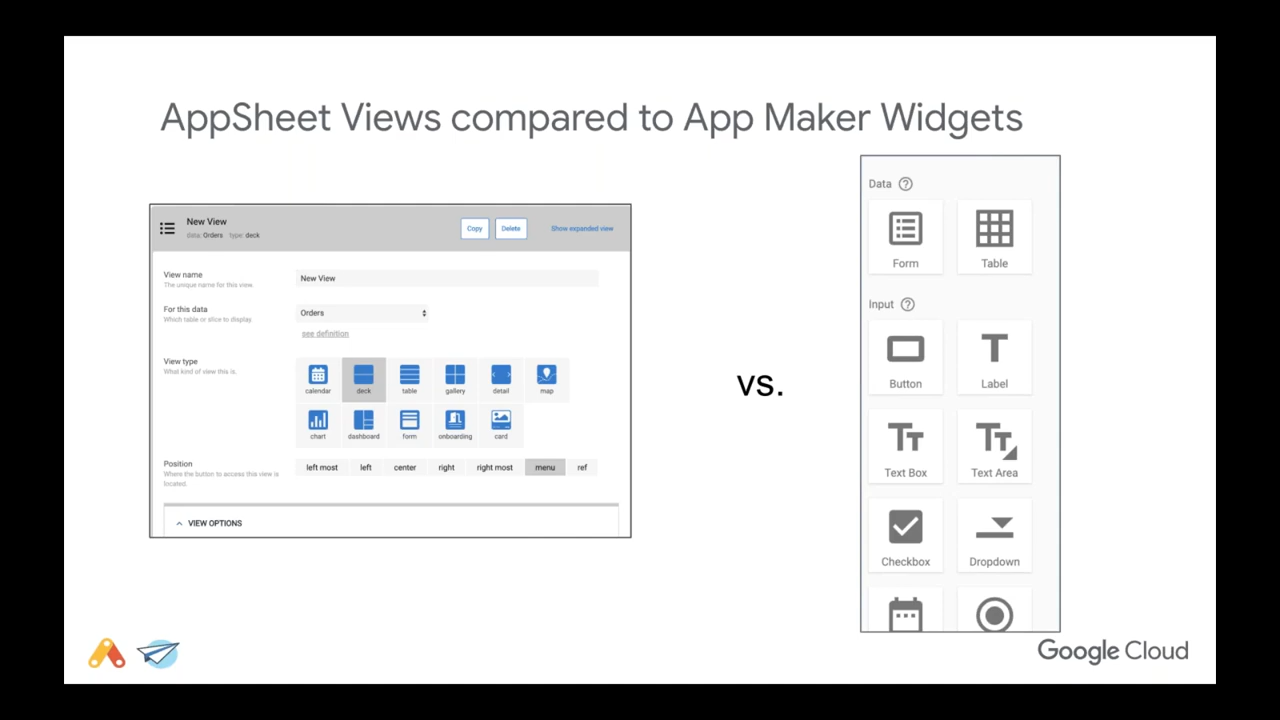 AppSheet Views compared to App Maker Widgets
New View
data: Orders type: deck
Copy
Delete
Show expanded view
View name
The unique name for this view.
New View
For this data
Which table or slice to display.
Orders
see definition
View type
What kind of view this is.
calendar
deck
table
gallery
detail
map
chart
dashboard
form
onboarding
card
Position
Where the button to access this view is
located.
left most
left
center
right
right most
menu
ref
VIEW OPTIONS
vs.
Data ?
Form
Table
Input ?
Button
Label
Text Box
Text Area
Checkbox
Dropdown
Google Cloud